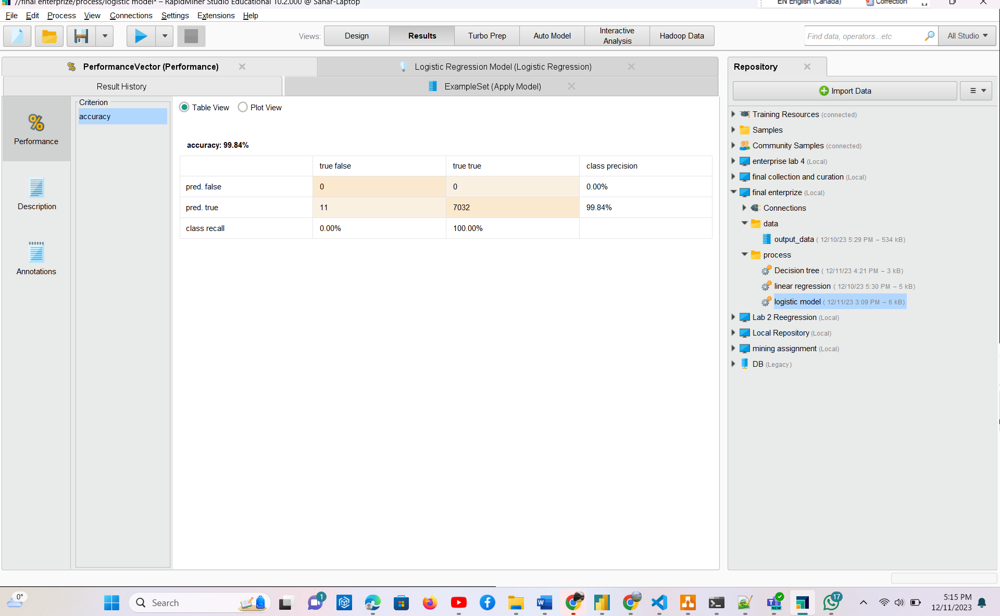 //final enterprize/process/logistic model* – RapidMiner Studio Educational 10.2.000 @ Sahar-Laptop
EN English (Canada) Correction
File Edit Process View Connections Settings Extensions Help
Views: Design Results Turbo Prep Auto Model Interactive Analysis Hadoop Data
Find data, operators...etc
All Studio
PerformanceVector (Performance)
Logistic Regression Model (Logistic Regression)
Result History
ExampleSet (Apply Model)
Performance
Description
Annotations
Criterion
accuracy
Table View Plot View
accuracy: 99.84%
true false true true class precision
pred. false 0 0 0.00%
pred. true 11 7032 99.84%
class recall 0.00% 100.00%
Repository
Import Data
Training Resources (connected)
Samples
Community Samples (connected)
enterprise lab 4 (Local)
final collection and curation (Local)
final enterprize (Local)
Connections
data
output_data ( 12/10/23 5:29 PM – 534 kB)
process
Decision tree ( 12/11/23 4:21 PM – 3 kB)
linear regression ( 12/10/23 5:30 PM – 5 kB)
logistic model ( 12/11/23 3:09 PM – 6 kB)
Lab 2 Reegression (Local)
Local Repository (Local)
mining assignment (Local)
DB (Legacy)
0°
Search
1
W
NEW
17
5:15 PM
12/11/2023